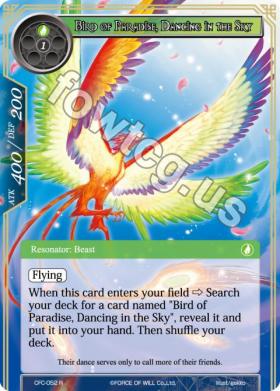 Bird of Paradise, Dancing in the Sky
1
ATK 400 / DEF 200
fowtcg.us
Resonator: Beast
Flying
When this card enters your field ⇨ Search
your deck for a card named "Bird of
Paradise, Dancing in the Sky", reveal it and
put it into your hand. Then shuffle your
deck.
Their dance serves only to call more of their friends.
CFC-052 R
©FORCE OF WILL Co.,Ltd.